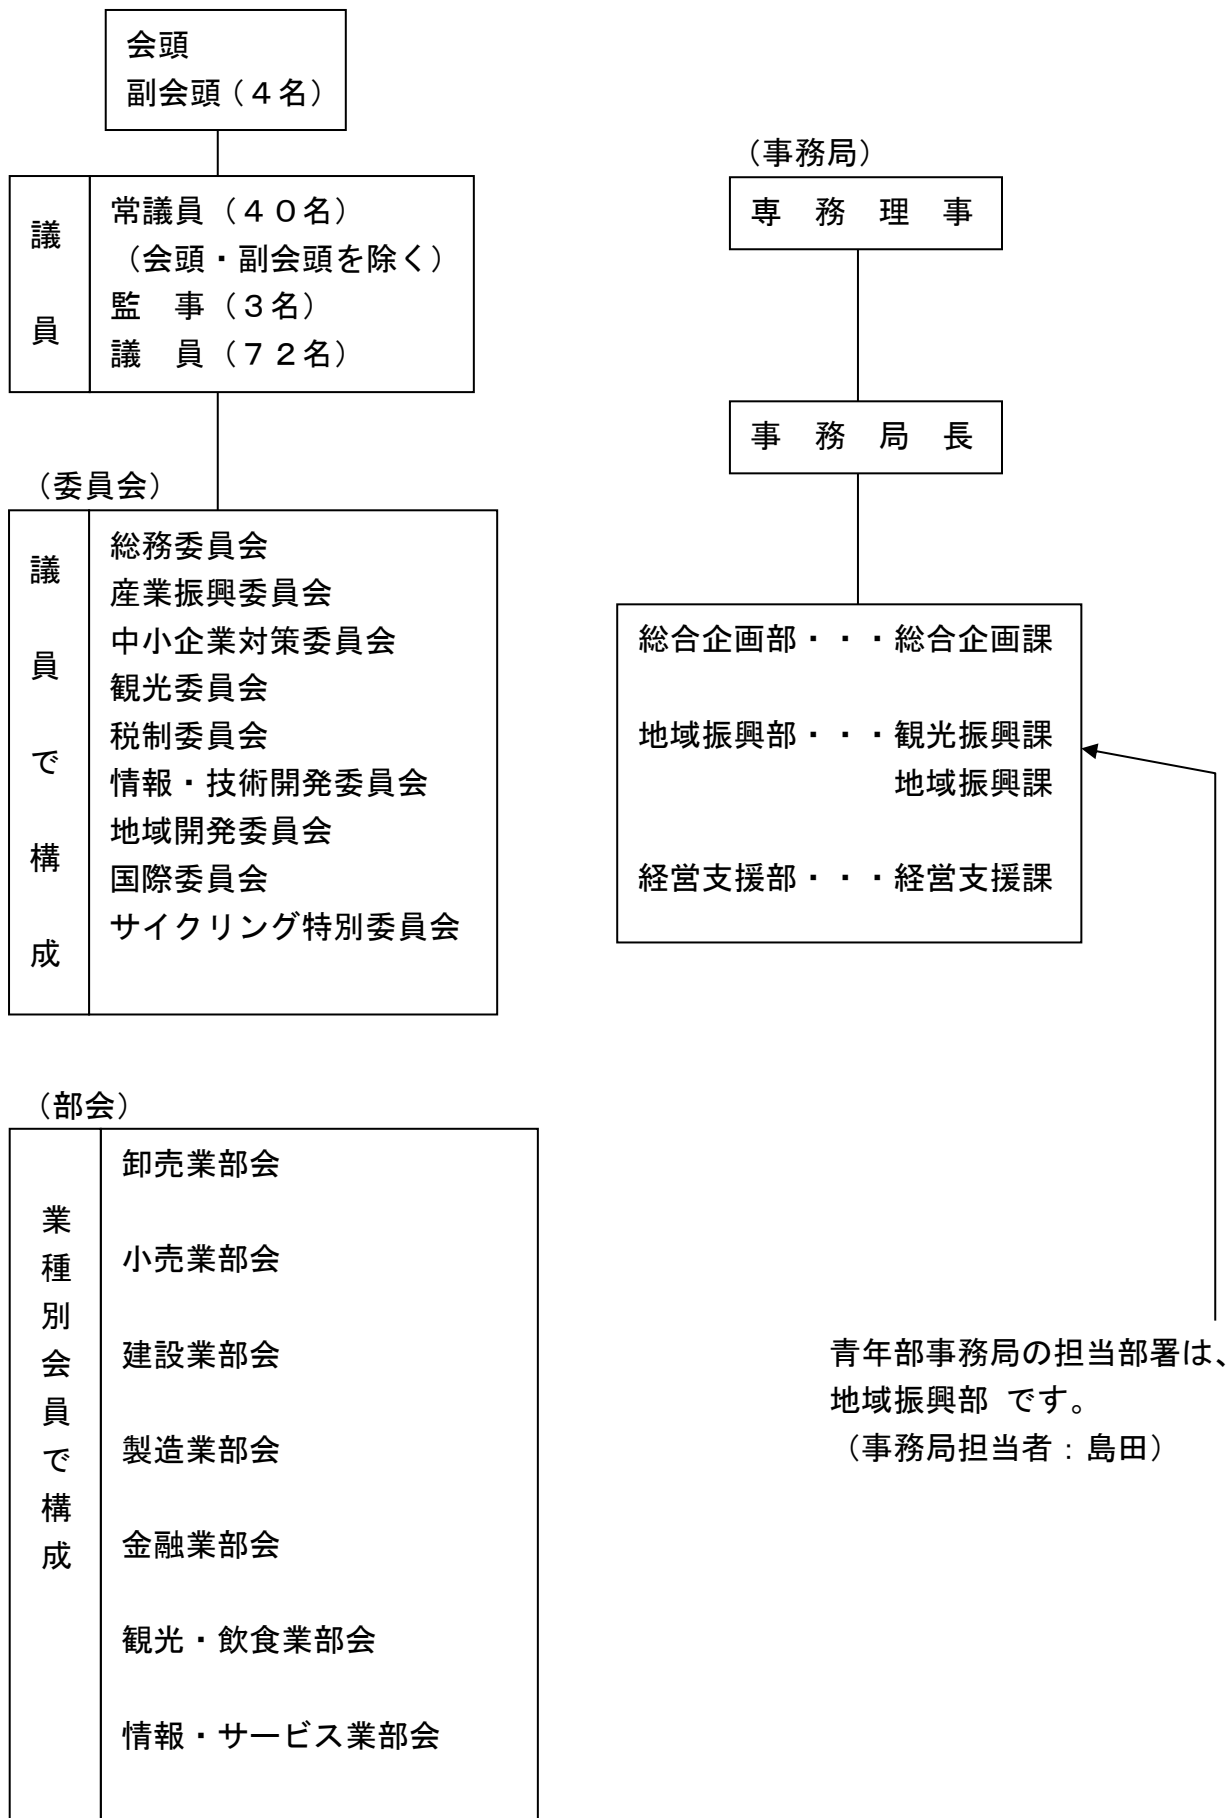 会頭
副会頭（４名）
議員
常議員（４０名）
（会頭・副会頭を除く）
監　事（３名）
議　員（７２名）
（委員会）
議員で構成
総務委員会
産業振興委員会
中小企業対策委員会
観光委員会
税制委員会
情報・技術開発委員会
地域開発委員会
国際委員会
サイクリング特別委員会
（部会）
業種別会員で構成
卸売業部会
小売業部会
建設業部会
製造業部会
金融業部会
観光・飲食業部会
情報・サービス業部会
（事務局）
専　務　理　事
事　務　局　長
総合企画部・・・総合企画課
地域振興部・・・観光振興課
地域振興課
経営支援部・・・経営支援課
青年部事務局の担当部署は、
地域振興部 です。
（事務局担当者：島田）